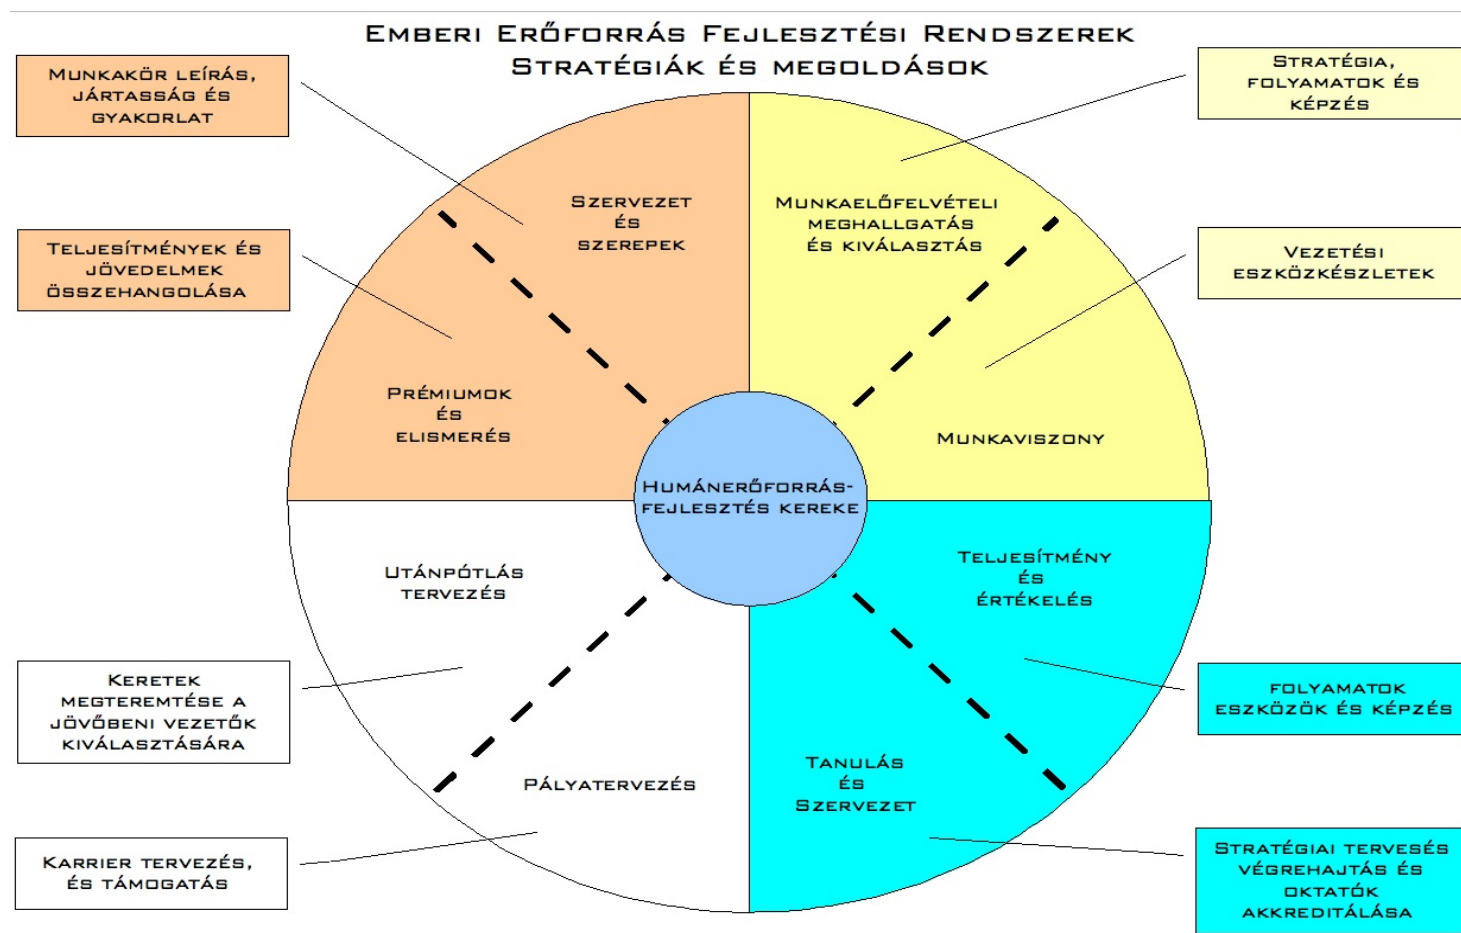 Emberi Erőforrás Fejlesztési Rendszerek
Stratégiák és megoldások
Munkakör leírás,
jártasság és
gyakorlat
Stratégia,
folyamatok és
képzés
Szervezet
és
szerepek
Munkaelőfelvételi
meghallgatás
és kiválasztás
Teljesítmények és
jövedelmek
összehangolása
Vezetési
eszközkészletek
Prémiumok
és
elismerés
Munkaviszony
Humánerőforrás-
fejlesztés kereke
Utánpótlás
tervezés
Teljesítmény
és
értékelés
Keretek
megteremtése a
jövőbeni vezetők
kiválasztására
folyamatok
eszközök és képzés
Pályatervezés
Tanulás
és
Szervezet
Karrier tervezés,
és támogatás
Stratégiai tervesés
végrehajtás és
oktatók
akkreditálása